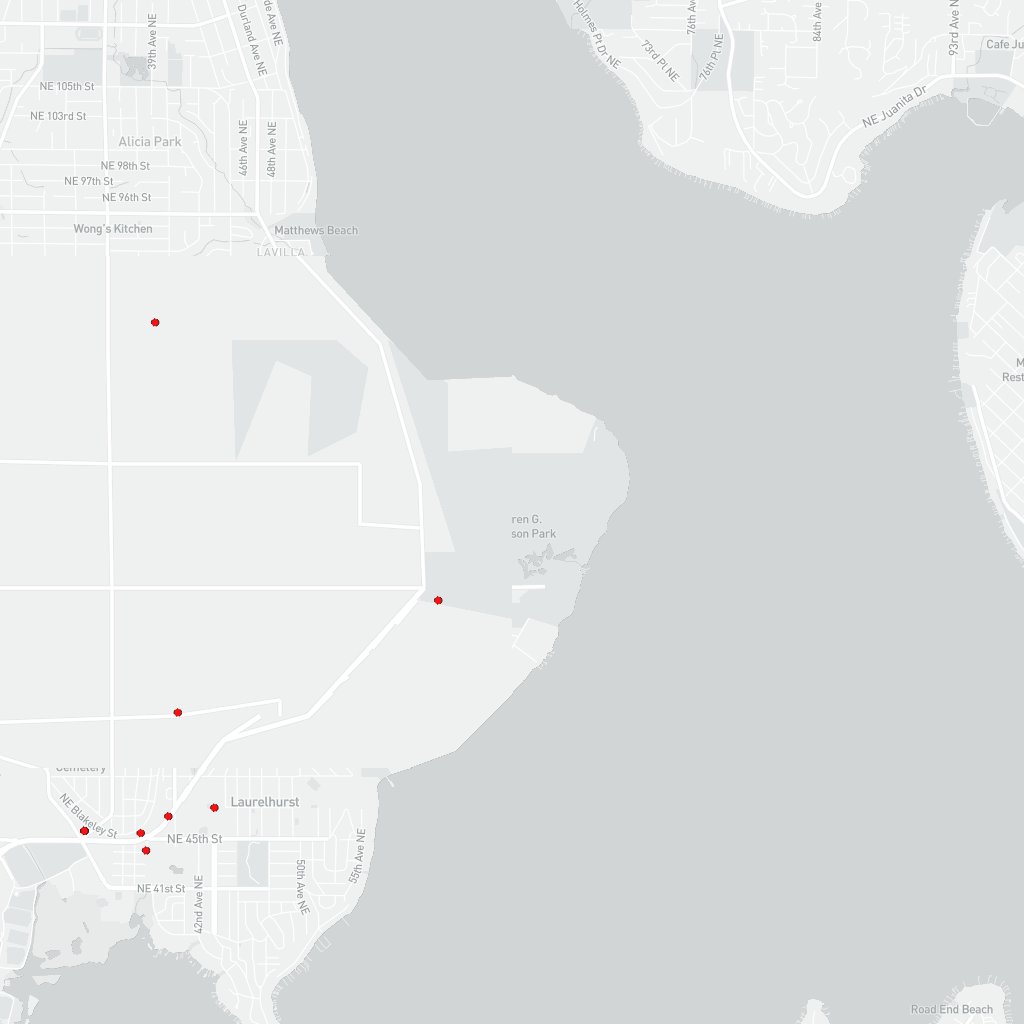 39th Ave NE
Durland Ave NE
de Ave NE
Holmes Pt Dr NE
73rd Pl NE
76th Ave NE
76th Pl NE
84th Ave NE
93rd Ave NE
Cafe Ju
NE Juanita Dr
NE 105th St
NE 103rd St
Alicia Park
46th Ave NE
48th Ave NE
NE 98th St
NE 97th St
NE 96th St
Wong's Kitchen
Matthews Beach
LAVILLA
M
Rest
ren G.
son Park
Cemetery
NE Blakeley St
Laurelhurst
NE 45th St
NE 41st St
42nd Ave NE
50th Ave NE
55th Ave NE
Road End Beach